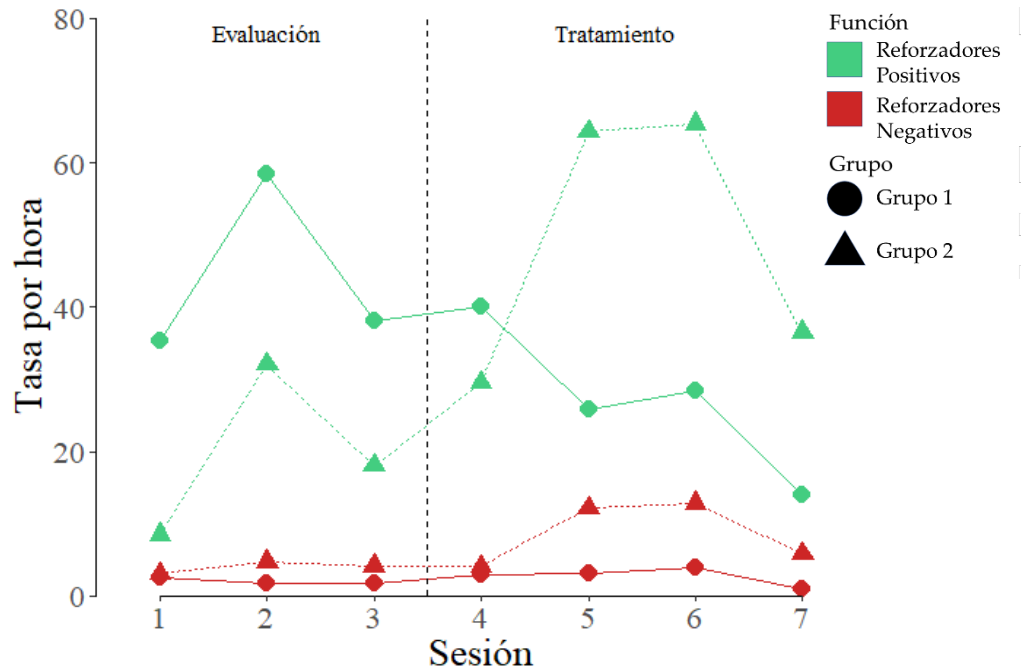 Evaluación
Tratamiento
Función
Reforzadores
Positivos
Reforzadores
Negativos
Grupo
Grupo 1
Grupo 2
Tasa por hora
80
60
40
20
0
1 2 3 4 5 6 7
Sesión